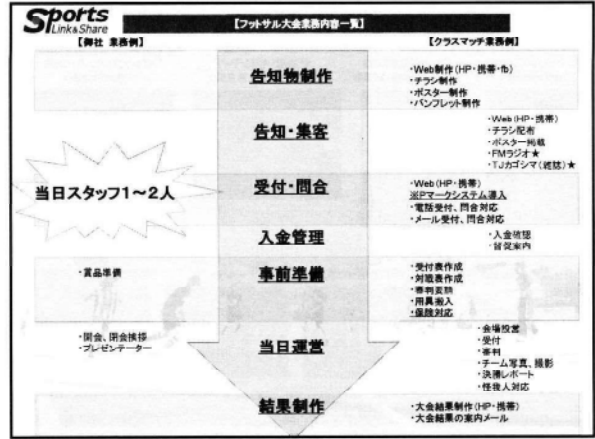 Sports
Link&Share
【フットサル大会業務内容一覧】
【御社 業務例】
【クラスマッチ業務例】
告知物制作
・Web制作(HP・携帯・fb)
・チラシ制作
・ポスター制作
・パンフレット制作
告知・集客
・Web(HP・携帯)
・チラシ配布
・ポスター掲載
・FMラジオ★
・TJカゴシマ(雑誌)★
当日スタッフ1~2人
受付・問合
・Web(HP・携帯)
※Pマークシステム導入
・電話受付、問合対応
・メール受付、問合対応
入金管理
・入金確認
・督促案内
事前準備
・賞品準備
・受付表作成
・対戦表作成
・審判
・用具搬入
・保険対応
当日運営
・開会、閉会挨拶
・プレゼンテーター
・会場設営
・受付
・審判
・チーム写真、撮影
・決勝レポート
・怪我人対応
結果制作
・大会結果制作(HP・携帯)
・大会結果の案内メール